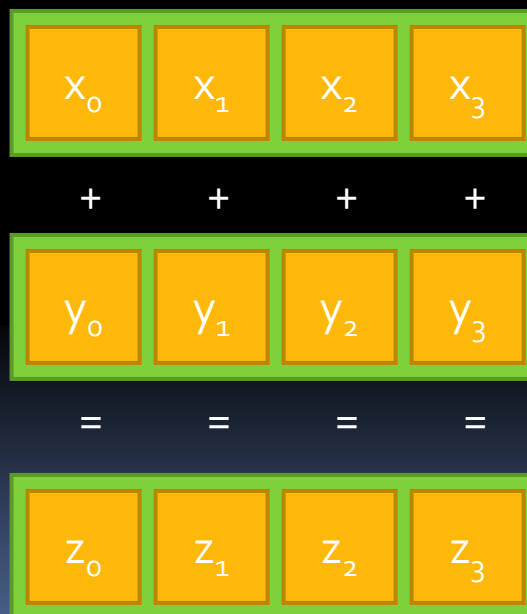 x₀ x₁ x₂ x₃
+ + + +
y₀ y₁ y₂ y₃
= = = =
z₀ z₁ z₂ z₃